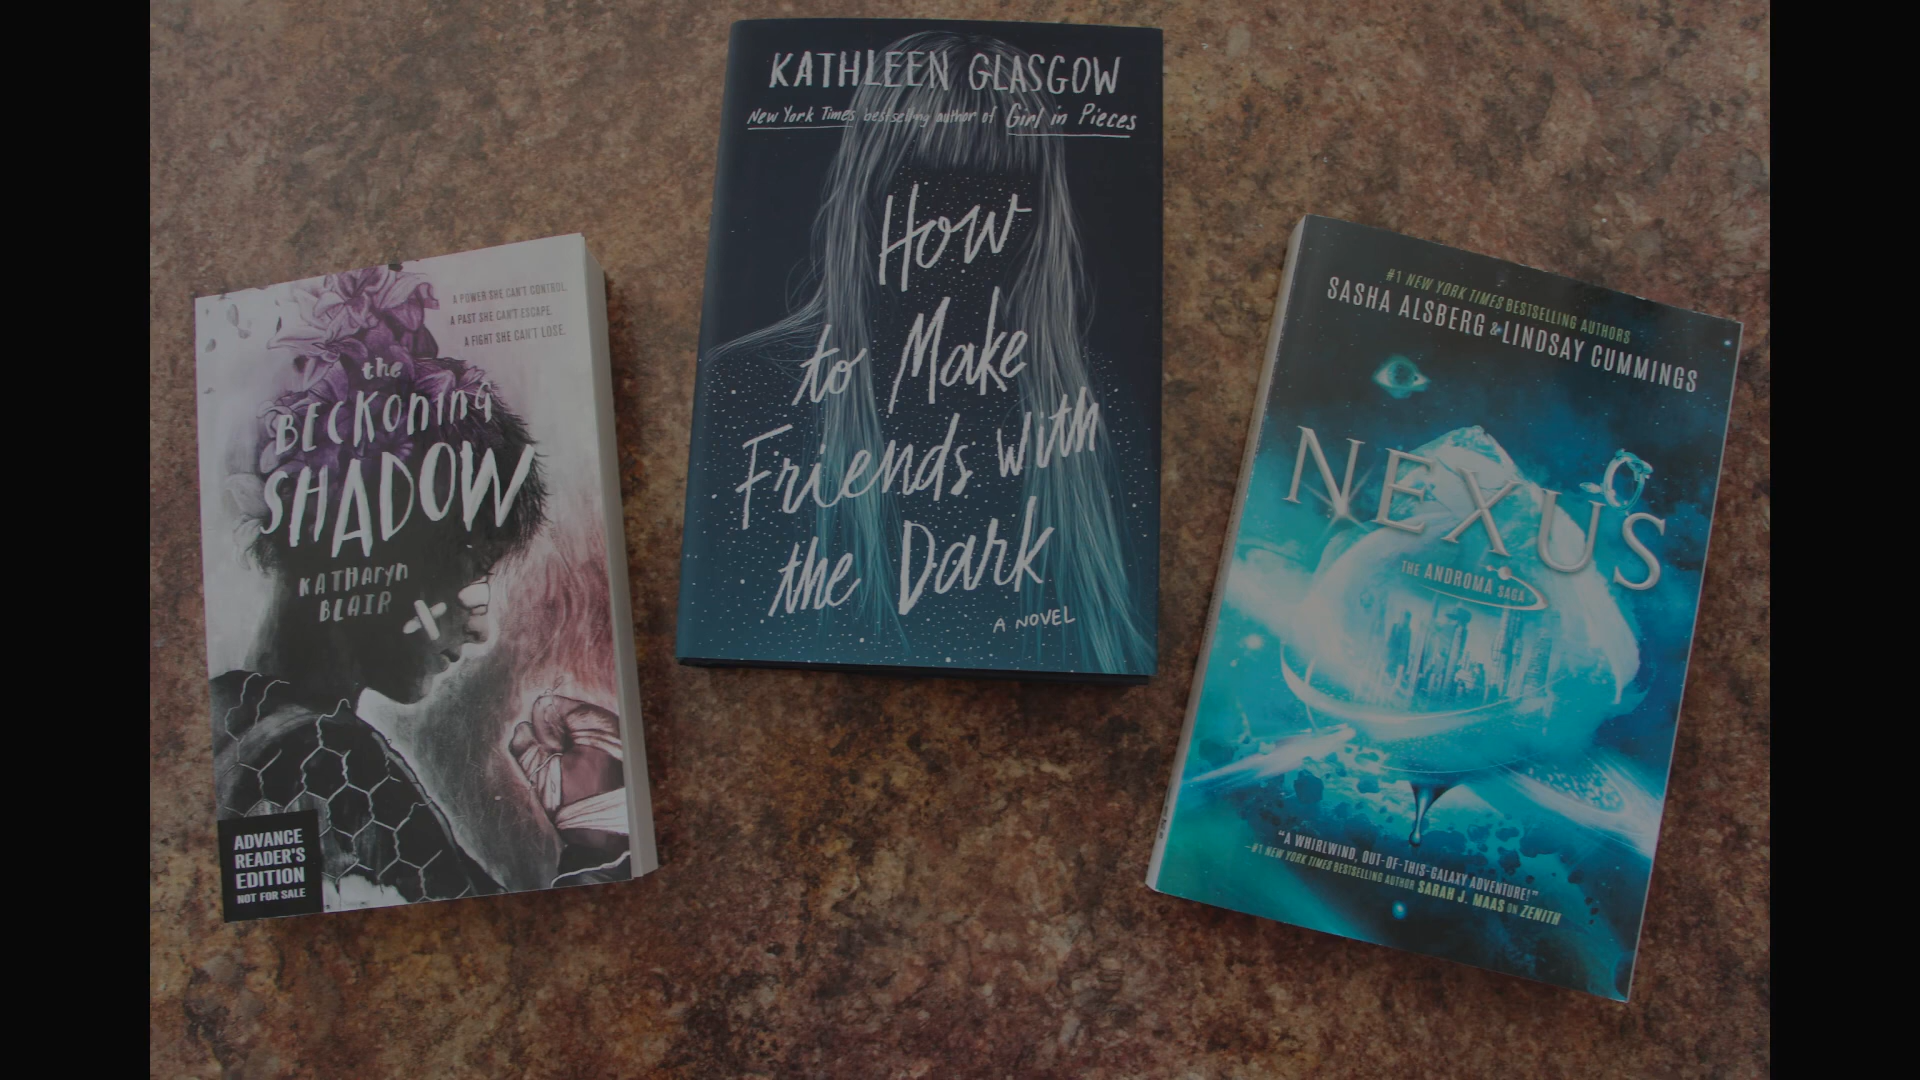 A POWER SHE CAN'T CONTROL.
A PAST SHE CAN'T ESCAPE.
A FIGHT SHE CAN'T LOSE.
the
BECKONING
SHADOW
KATHARYN
BLAIR
ADVANCE
READER'S
EDITION
NOT FOR SALE
KATHLEEN GLASGOW
New York Times bestselling author of Girl in Pieces
How
to Make
Friends with
the Dark
A NOVEL
#1 NEW YORK TIMES BESTSELLING AUTHORS
SASHA ALSBERG & LINDSAY CUMMINGS
NEXUS
THE ANDROMA SAGA
“A WHIRLWIND, OUT-OF-THIS-GALAXY ADVENTURE!”
—#1 NEW YORK TIMES BESTSELLING AUTHOR SARAH J. MAAS ON ZENITH